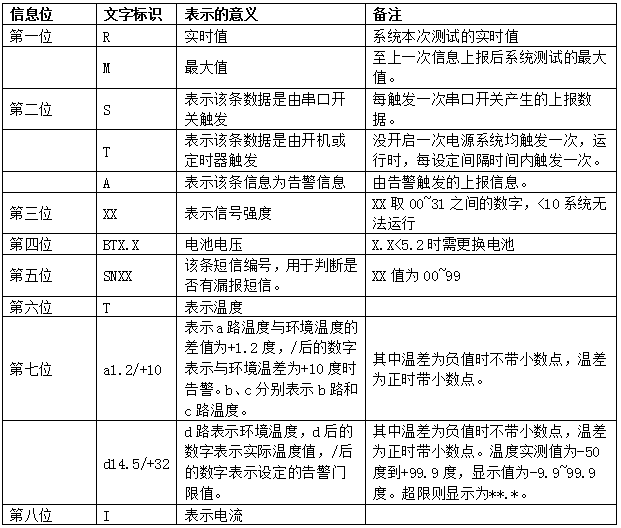 信息位 文字标识 表示的意义 备注
第一位 R 实时值 系统本次测试的实时值
M 最大值 至上一次信息上报后系统测试的最大
值。
第二位 S 表示该条数据是由串口开
关触发 每触发一次串口开关产生的上报数
据。
T 表示该条数据是由开机或
定时器触发 没开启一次电源系统均触发一次，运
行时，每设定间隔时间内触发一次。
A 表示该条信息为告警信息 由告警触发的上报信息。
第三位 XX 表示信号强度 XX 取 00~31 之间的数字，<10 系统无
法运行
第四位 BTX.X 电池电压 X.X<5.2 时需更换电池
第五位 SNXX 该条短信编号，用于判断是
否有漏报短信。 XX 值为 00~99
第六位 T 表示温度
第七位 a1.2/+10 表示 a 路温度与环境温度的
差值为+1.2 度，/后的数字
表示与环境温差为+10 度时
告警。b、c 分别表示 b 路和
c 路温度。 其中温差为负值时不带小数点，温差
为正时带小数点。
d14.5/+32 d 路表示环境温度，d 后的
数字表示实际温度值，/后
的数字表示设定的告警门
限值。 其中温差为负值时不带小数点，温差
为正时带小数点。温度实测值为-50
度到+99.9 度，显示值为-9.9~99.9
度。超限则显示为**.*。
第八位 I 表示电流